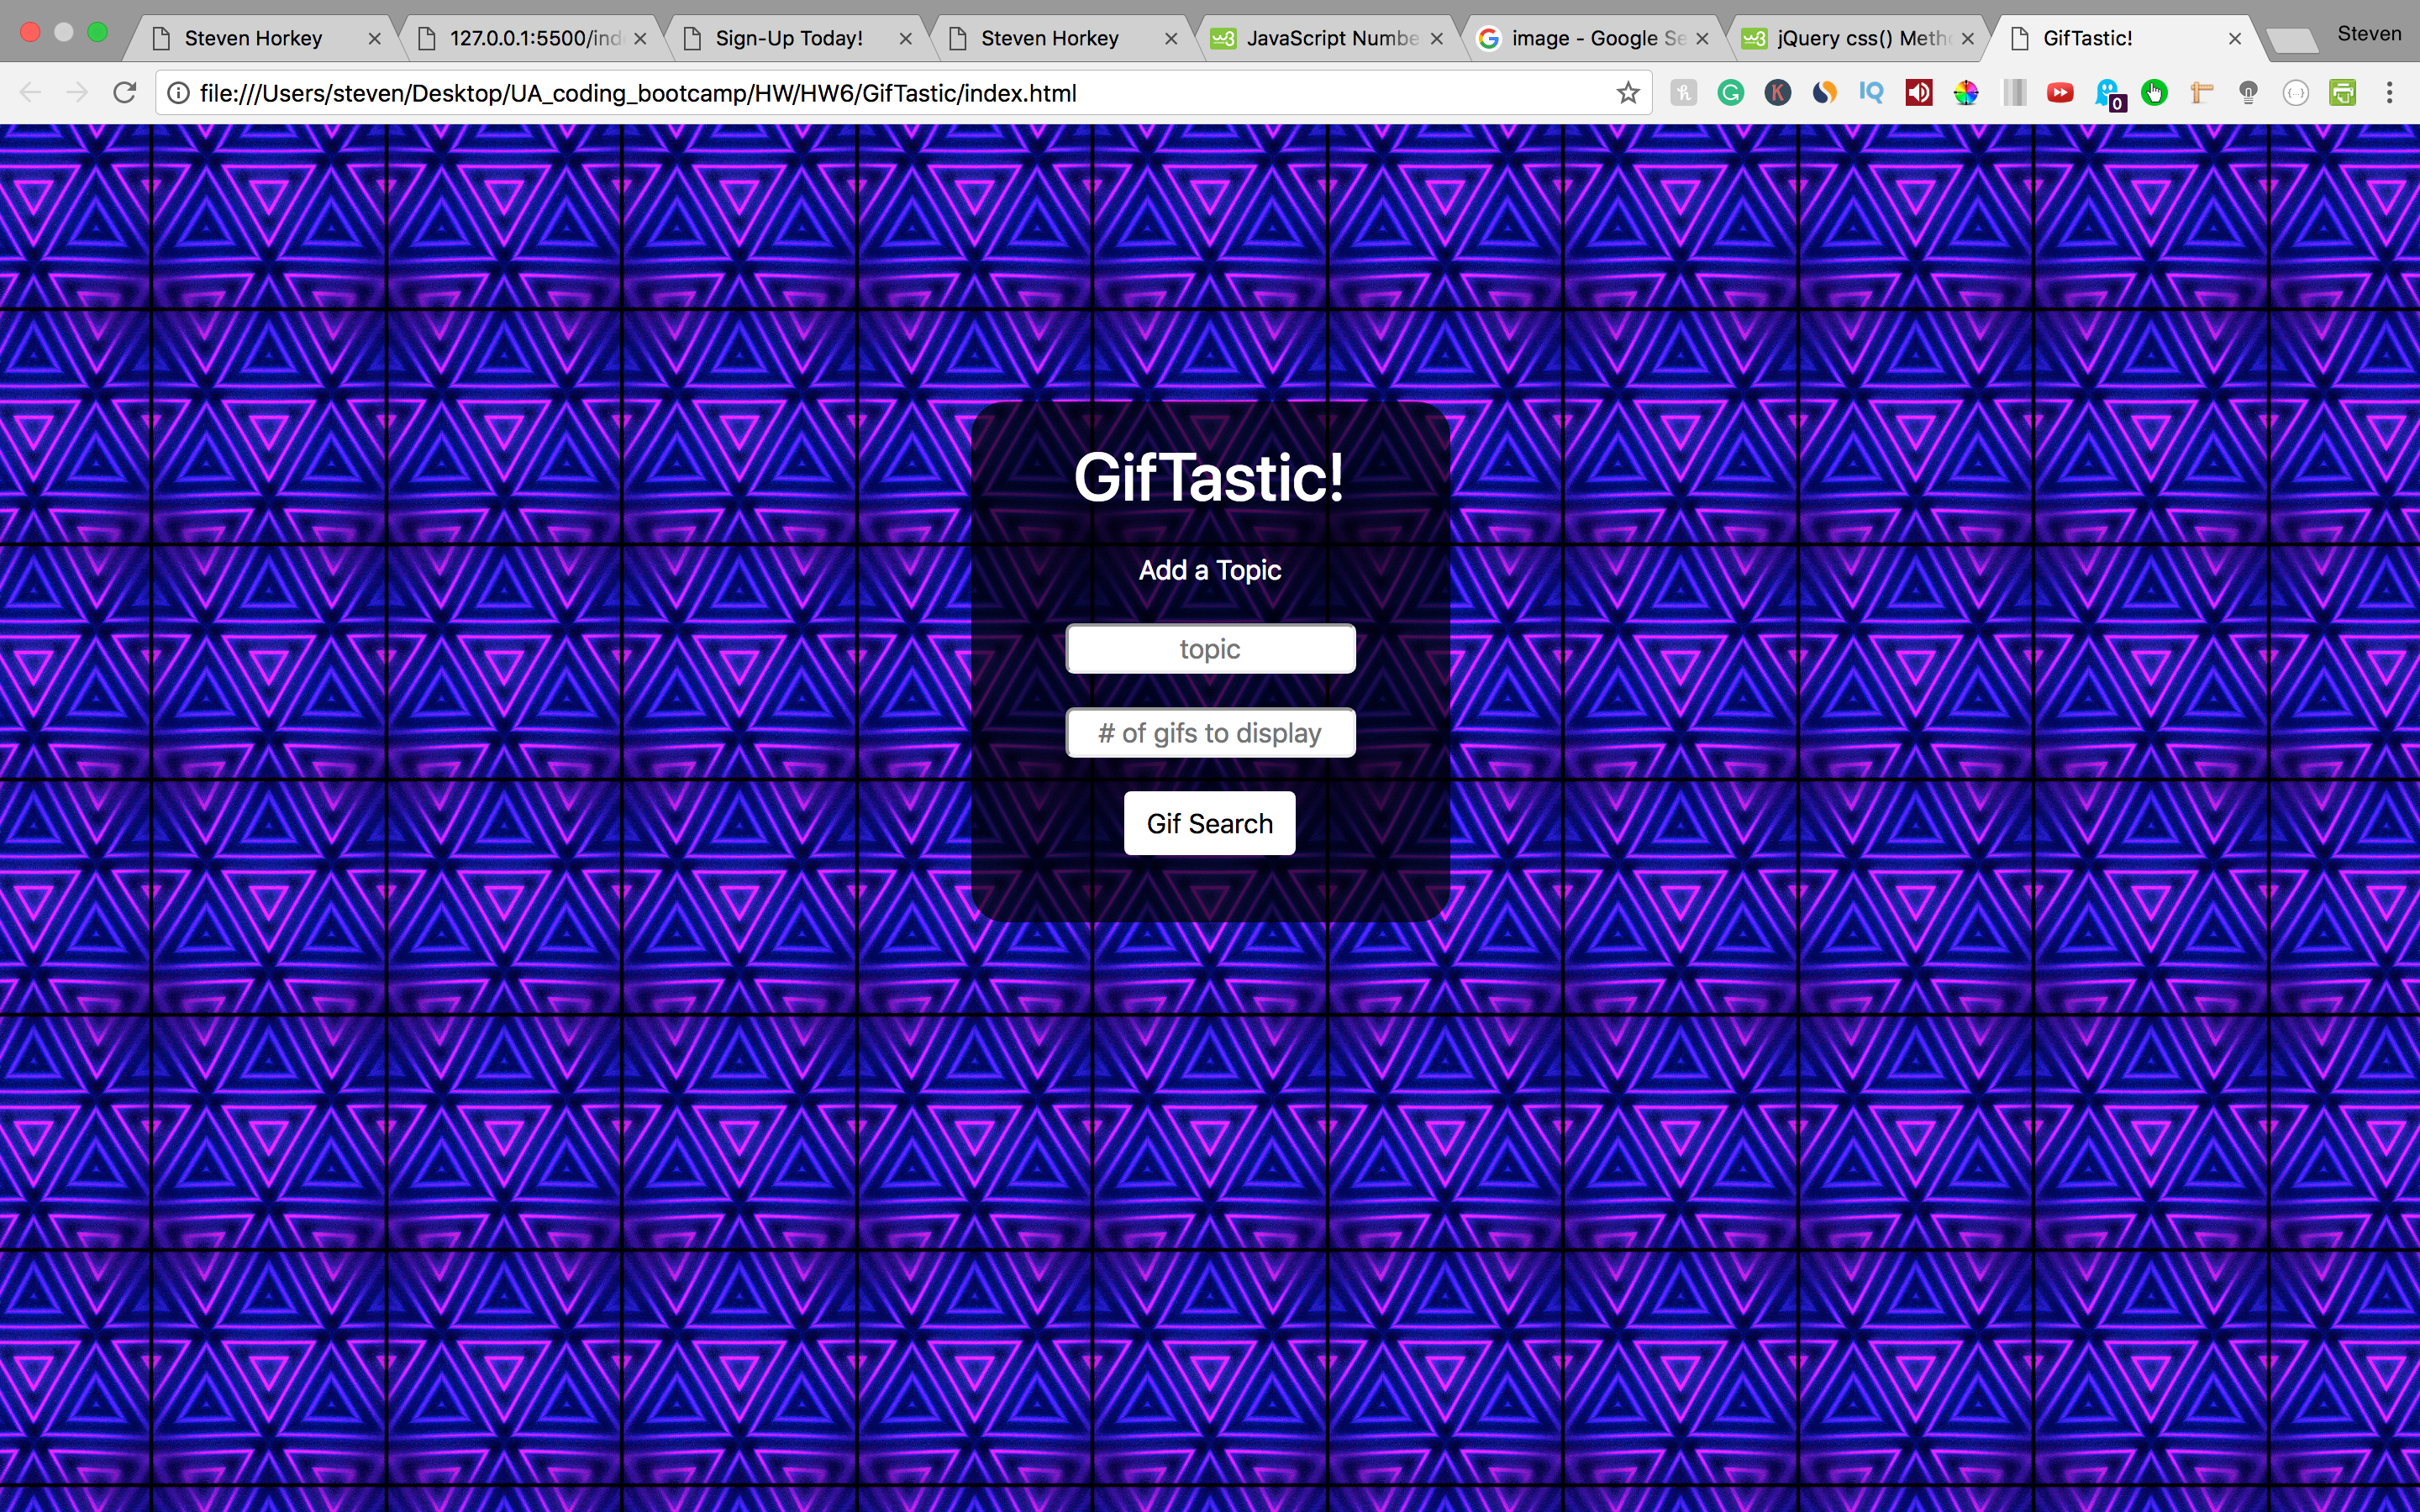 Steven Horkey
127.0.0.1:5500/ind
Sign-Up Today!
Steven Horkey
JavaScript Numbe
image - Google Se
jQuery css() Meth
GifTastic!
Steven
file:///Users/steven/Desktop/UA_coding_bootcamp/HW/HW6/GifTastic/index.html
IQ
0
GifTastic!
Add a Topic
topic
# of gifs to display
Gif Search